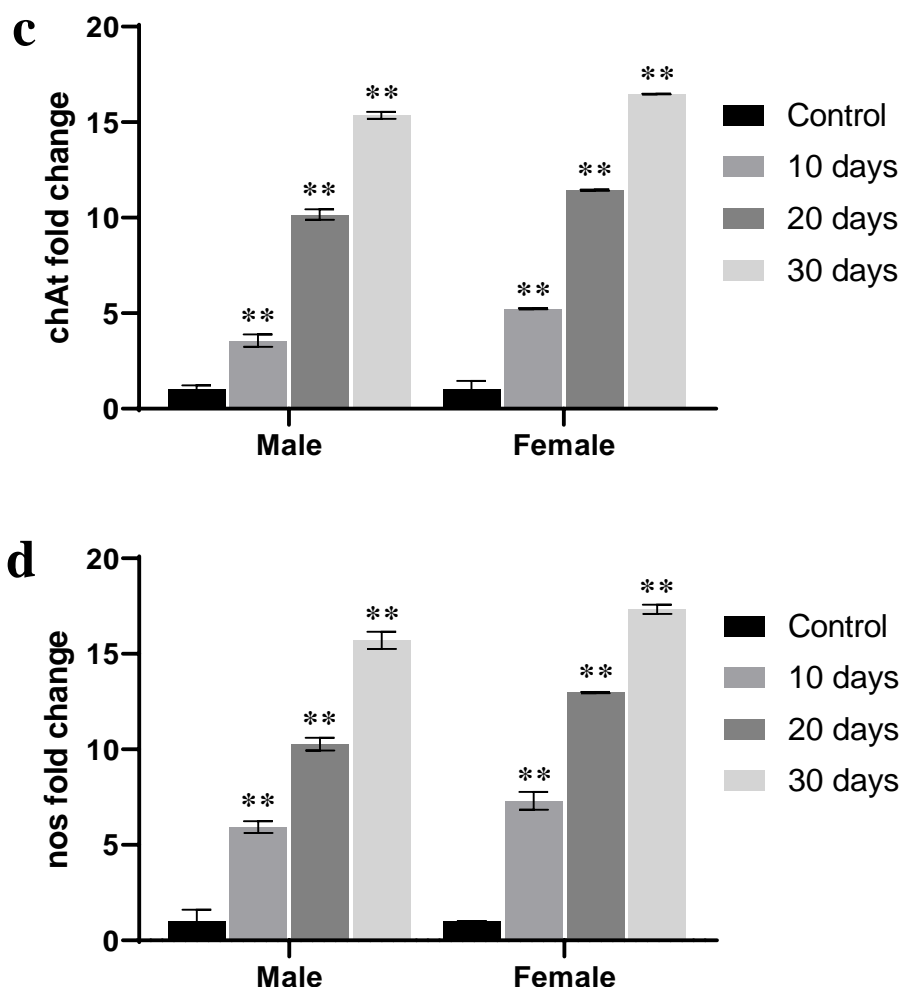 c
chAt fold change
20
15
10
5
0
**
**
**
**
**
**
Male
Female
Control
10 days
20 days
30 days
d
nos fold change
20
15
10
5
0
**
**
**
**
**
**
Male
Female
Control
10 days
20 days
30 days